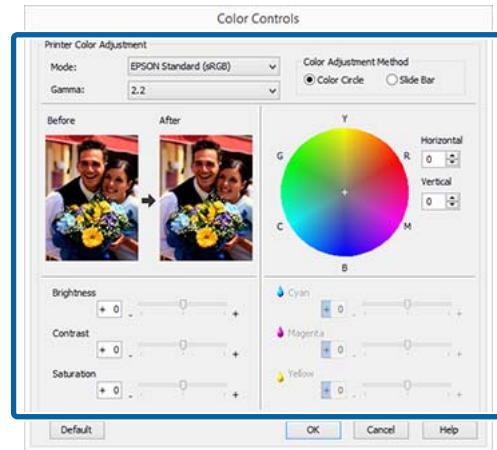 Color Controls
Printer Color Adjustment
Mode: EPSON Standard (sRGB)
Gamma: 2.2
Color Adjustment Method
Color Circle Slide Bar
Before After
Y
G R
C M
B
Horizontal
0
Vertical
0
Brightness
+ 0 - +
Contrast
+ 0 - +
Saturation
+ 0 - +
Cyan
+ 0 - +
Magenta
+ 0 - +
Yellow
+ 0 - +
Default OK Cancel Help